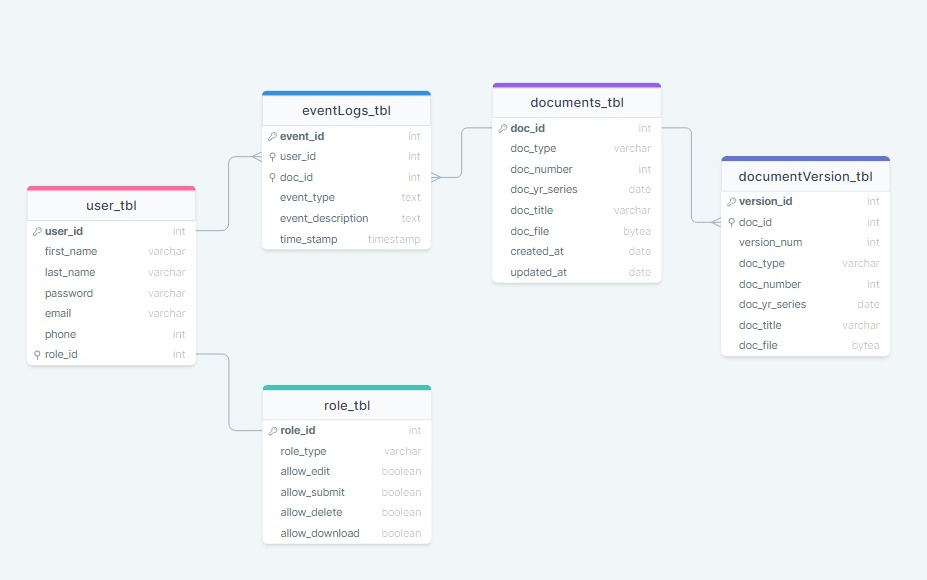 user_tbl
user_id int
first_name varchar
last_name varchar
password varchar
email varchar
phone int
role_id int
eventLogs_tbl
event_id int
user_id int
doc_id int
event_type text
event_description text
time_stamp timestamp
role_tbl
role_id int
role_type varchar
allow_edit boolean
allow_submit boolean
allow_delete boolean
allow_download boolean
documents_tbl
doc_id int
doc_type varchar
doc_number int
doc_yr_series date
doc_title varchar
doc_file bytea
created_at date
updated_at date
documentVersion_tbl
version_id int
doc_id int
version_num int
doc_type varchar
doc_number int
doc_yr_series date
doc_title varchar
doc_file bytea